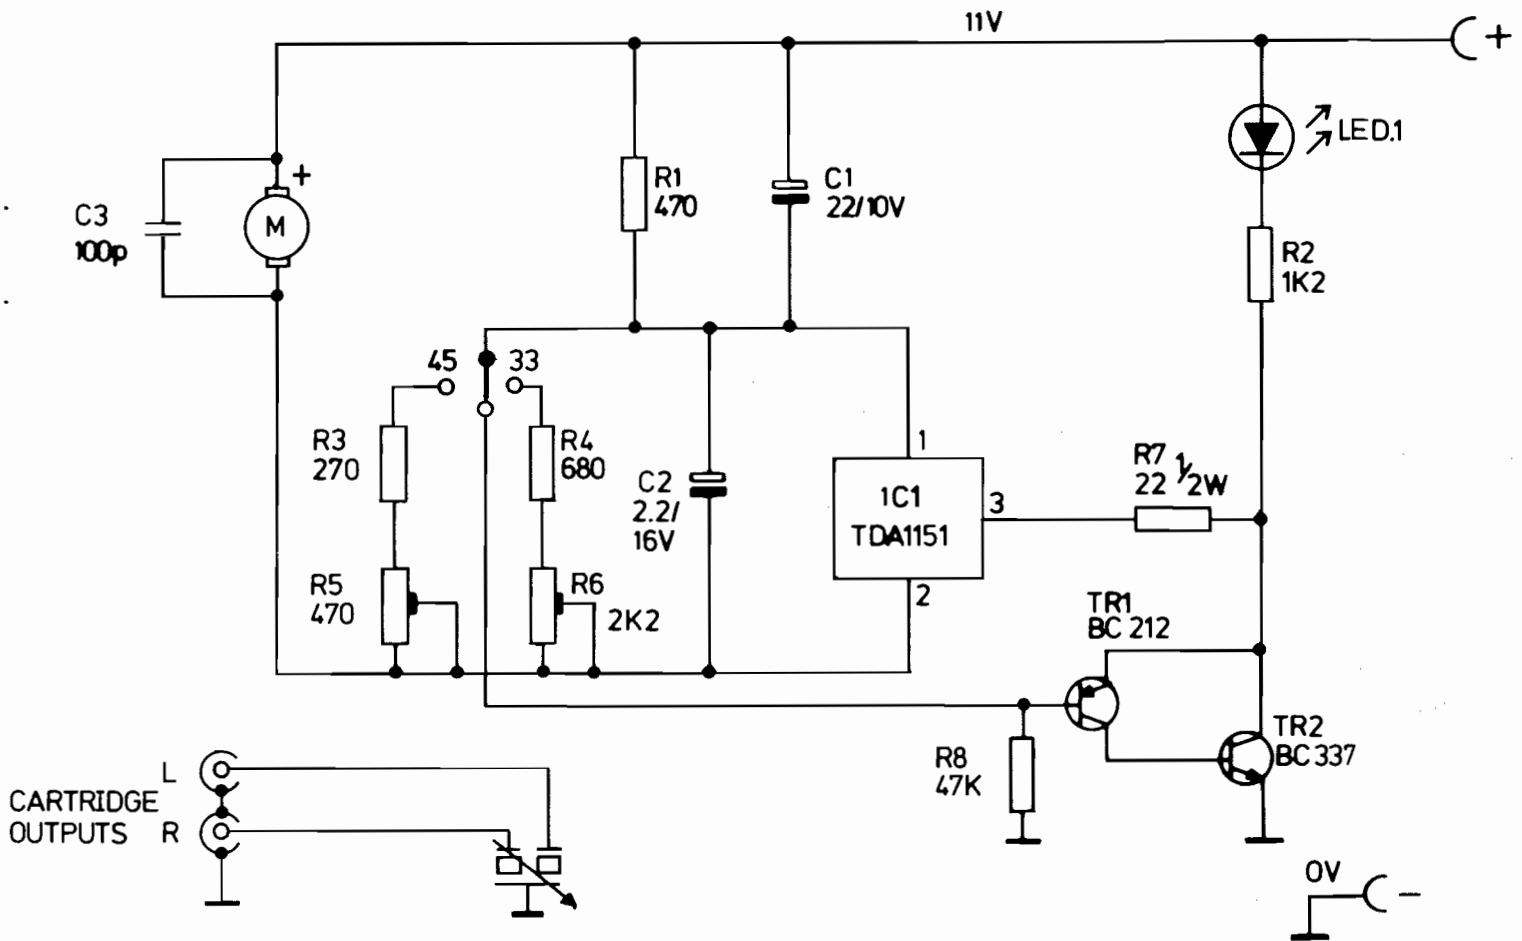 11V
+
LED.1
+
C3
100p
M
R1
470
C1
22/10V
R2
1K2
45
33
R3
270
R4
680
C2
2.2/
16V
1
1C1
TDA1151
3
2
R7
22 1/2W
R5
470
R6
2K2
TR1
BC 212
TR2
BC 337
R8
47K
L
CARTRIDGE
OUTPUTS R
0V
-